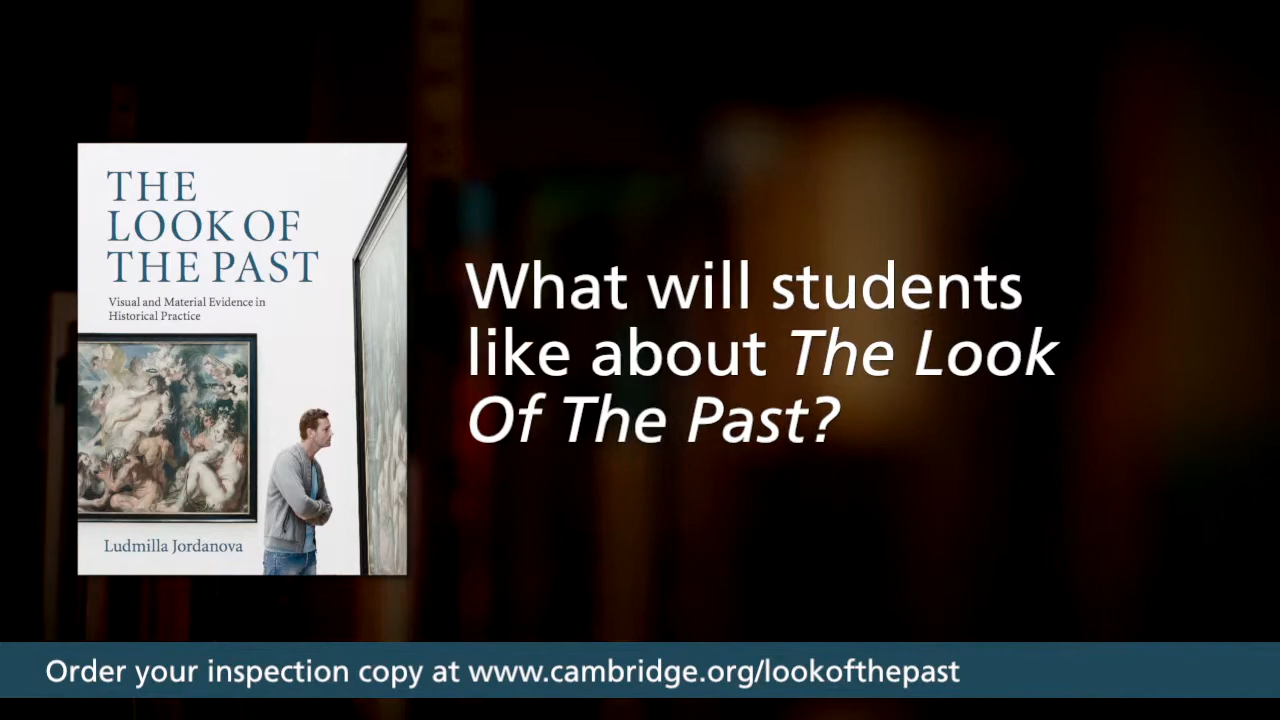 THE
LOOK OF
THE PAST
Visual and Material Evidence in
Historical Practice
Ludmilla Jordanova
What will students
like about The Look
Of The Past?
Order your inspection copy at www.cambridge.org/lookofthepast